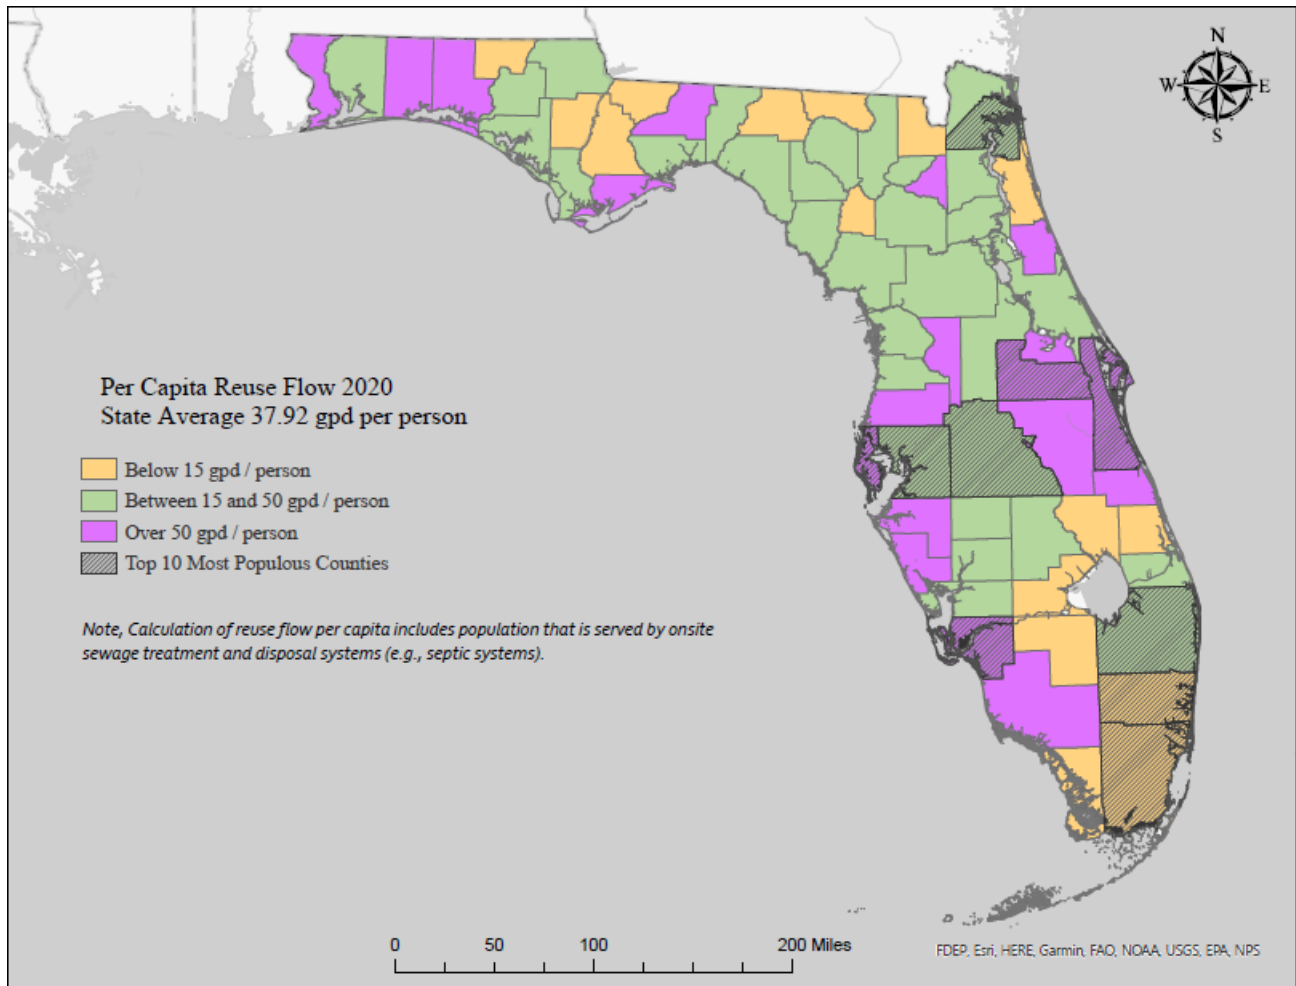 N
W E
S
Per Capita Reuse Flow 2020
State Average 37.92 gpd per person
Below 15 gpd / person
Between 15 and 50 gpd / person
Over 50 gpd / person
Top 10 Most Populous Counties
Note, Calculation of reuse flow per capita includes population that is served by onsite
sewage treatment and disposal systems (e.g., septic systems).
0 50 100 200 Miles
FDEP, Esri, HERE, Garmin, FAO, NOAA, USGS, EPA, NPS